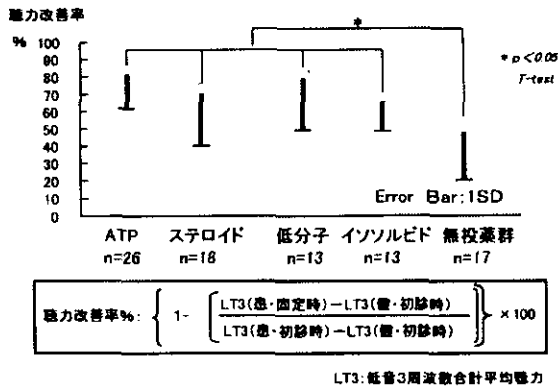 聴力改善率
%
100
90
80
70
60
50
40
30
20
10
0
*
* p<0.05
T-test
Error Bar:1SD
ATP ステロイド 低分子 イソソルビド 無投薬群
n=26 n=18 n=13 n=13 n=17
聴力改善率%: { 1- [ LT3(患・固定時)-LT3(健・初診時)
LT3(患・初診時)-LT3(健・初診時) ] } ×100
LT3:低音3周波数合計平均聴力